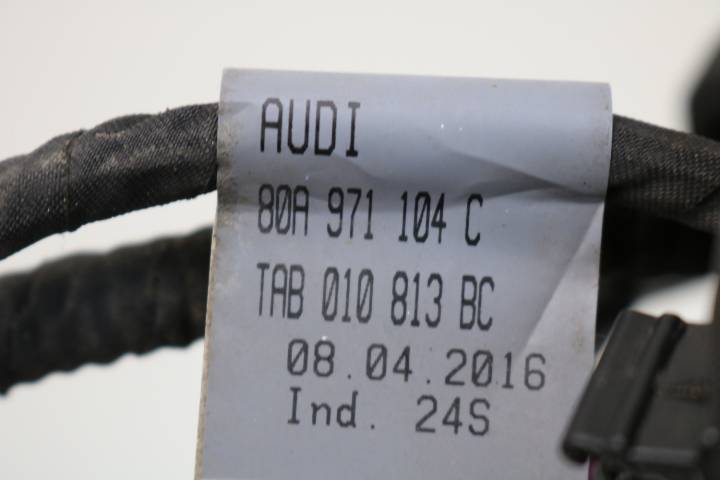 AUDI
80A 971 104 C
TAB 010 813 BC
08.04.2016
Ind. 24S